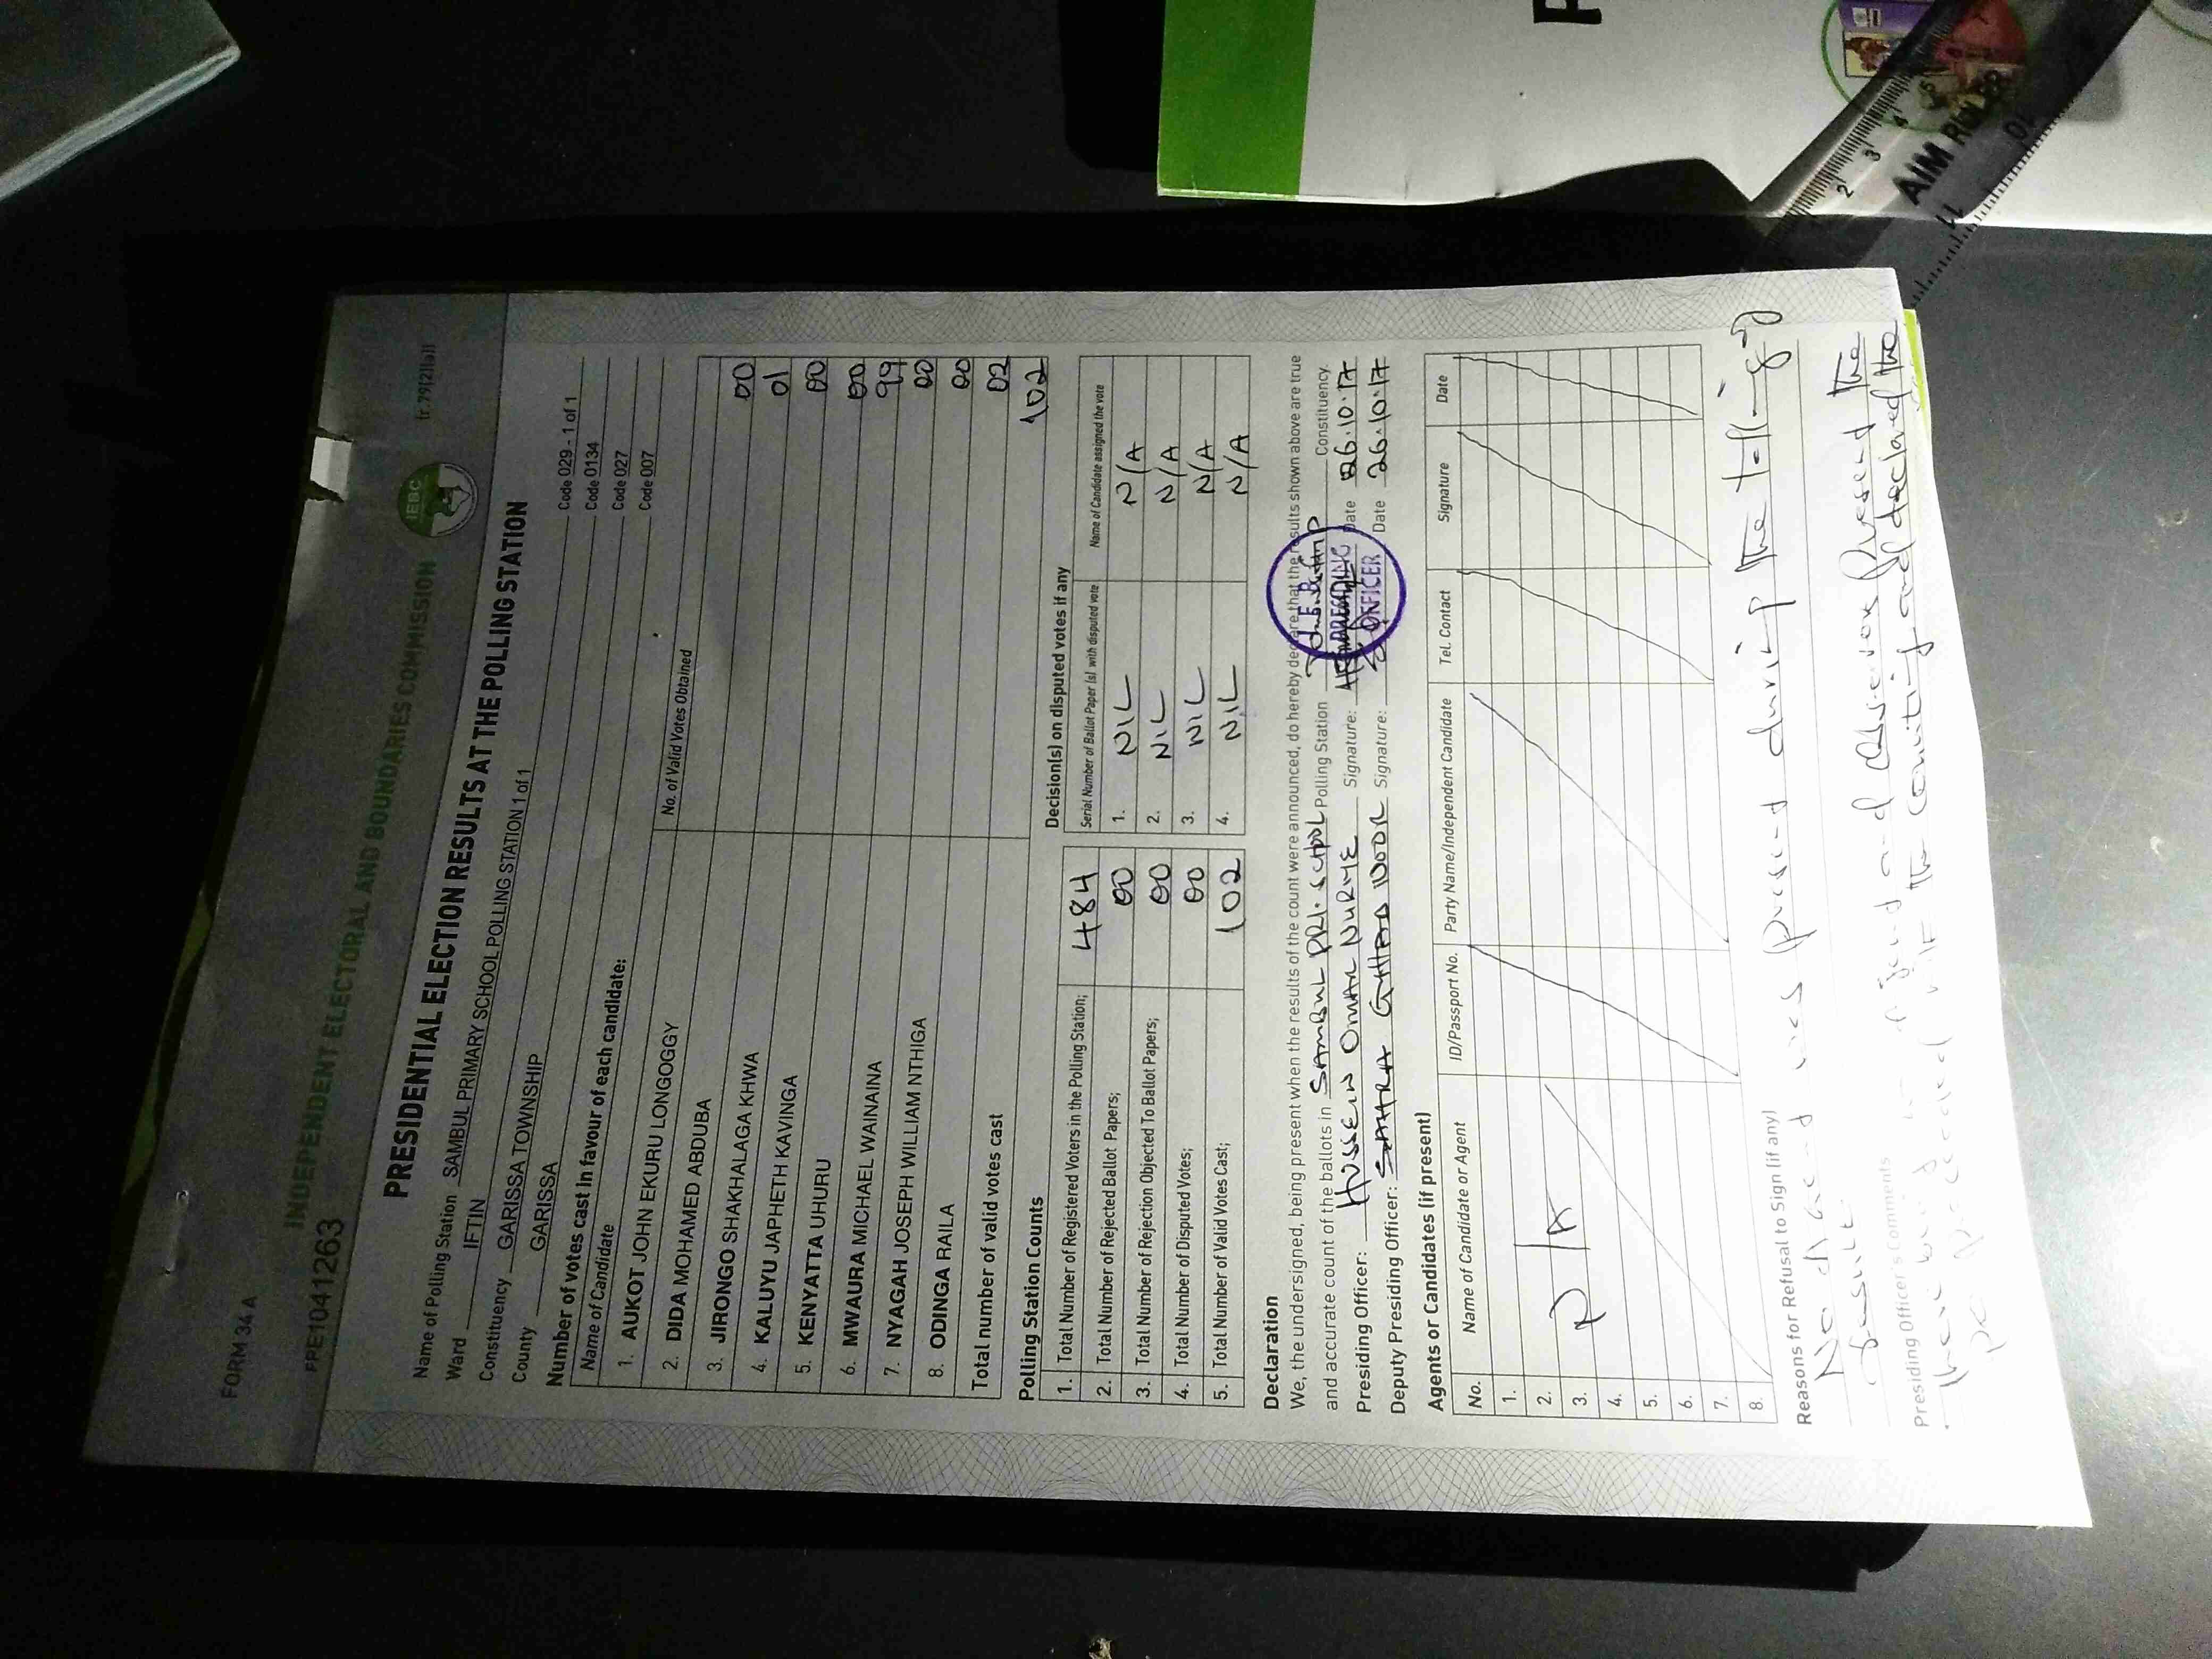 FORM 34 A
(r.79(2)(a))
INDEPENDENT ELECTORAL AND BOUNDARIES COMMISSION
IEBC
PPE1041263
PRESIDENTIAL ELECTION RESULTS AT THE POLLING STATION
Name of Polling Station SAMBUL PRIMARY SCHOOL POLLING STATION 1 of 1 Code 029 - 1 of 1
Ward IFTIN Code 0134
Constituency GARISSA TOWNSHIP Code 027
County GARISSA Code 007
Number of votes cast in favour of each candidate:
Name of Candidate No. of Valid Votes Obtained
1. AUKOT JOHN EKURU LONGOGGY 00
2. DIDA MOHAMED ABDUBA 01
3. JIRONGO SHAKHALAGA KHWA 00
4. KALUYU JAPHETH KAVINGA 00
5. KENYATTA UHURU 99
6. MWAURA MICHAEL WAINAINA 00
7. NYAGAH JOSEPH WILLIAM NTHIGA 00
8. ODINGA RAILA 02
Total number of valid votes cast 102
Polling Station Counts
1. Total Number of Registered Voters in the Polling Station; 484
2. Total Number of Rejected Ballot Papers; 00
3. Total Number of Rejection Objected To Ballot Papers; 00
4. Total Number of Disputed Votes; 00
5. Total Number of Valid Votes Cast; 102
Decision(s) on disputed votes if any
Serial Number of Ballot Paper (s) with disputed vote Name of Candidate assigned the vote
1. NIL N/A
2. NIL N/A
3. NIL N/A
4. NIL N/A
Declaration
We, the undersigned, being present when the results of the count were announced, do hereby declare that the results shown above are true
and accurate count of the ballots in SAMBUL PRI. SCHOOL Polling Station Township Constituency.
Presiding Officer: HUSSEIN OMAR NURYE Signature: Date 26.10.17
Deputy Presiding Officer: SAHRA Signature: Date 26.10.17
I.E.B.C
PRESIDING
OFFICER
Agents or Candidates (if present)
No. Name of Candidate or Agent ID/Passport No. Party Name/Independent Candidate Tel. Contact Signature Date
1.
2.
3.
4.
5.
6.
7.
8.
N/A
Reasons for Refusal to Sign (if any)
No agent was present during the tallying of
results.
Presiding Officer's Comments
There being no agent and observers present the
po proceeded with the counting and declared the
AIM RULER
2 3 4
11 10